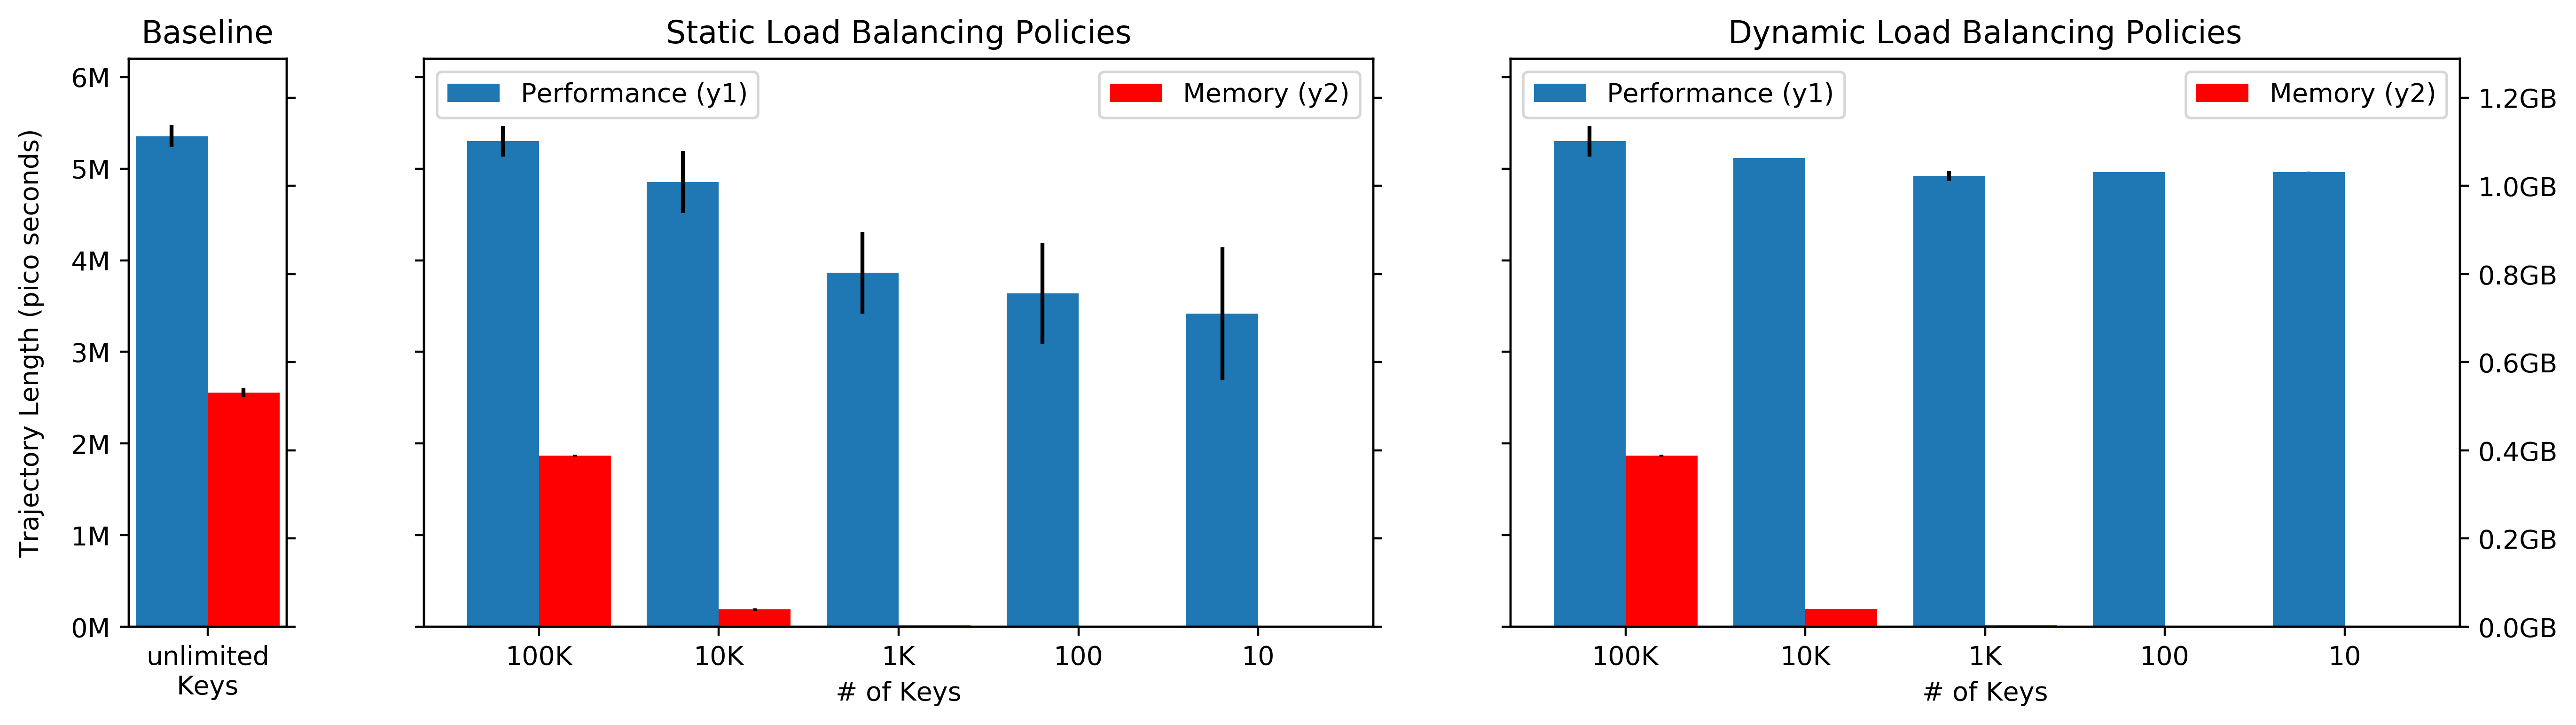 Baseline
Static Load Balancing Policies
Dynamic Load Balancing Policies
Trajectory Length (pico seconds)
6M
5M
4M
3M
2M
1M
0M
unlimited
Keys
Performance (y1)
Memory (y2)
100K
10K
1K
100
10
# of Keys
Performance (y1)
Memory (y2)
100K
10K
1K
100
10
# of Keys
1.2GB
1.0GB
0.8GB
0.6GB
0.4GB
0.2GB
0.0GB